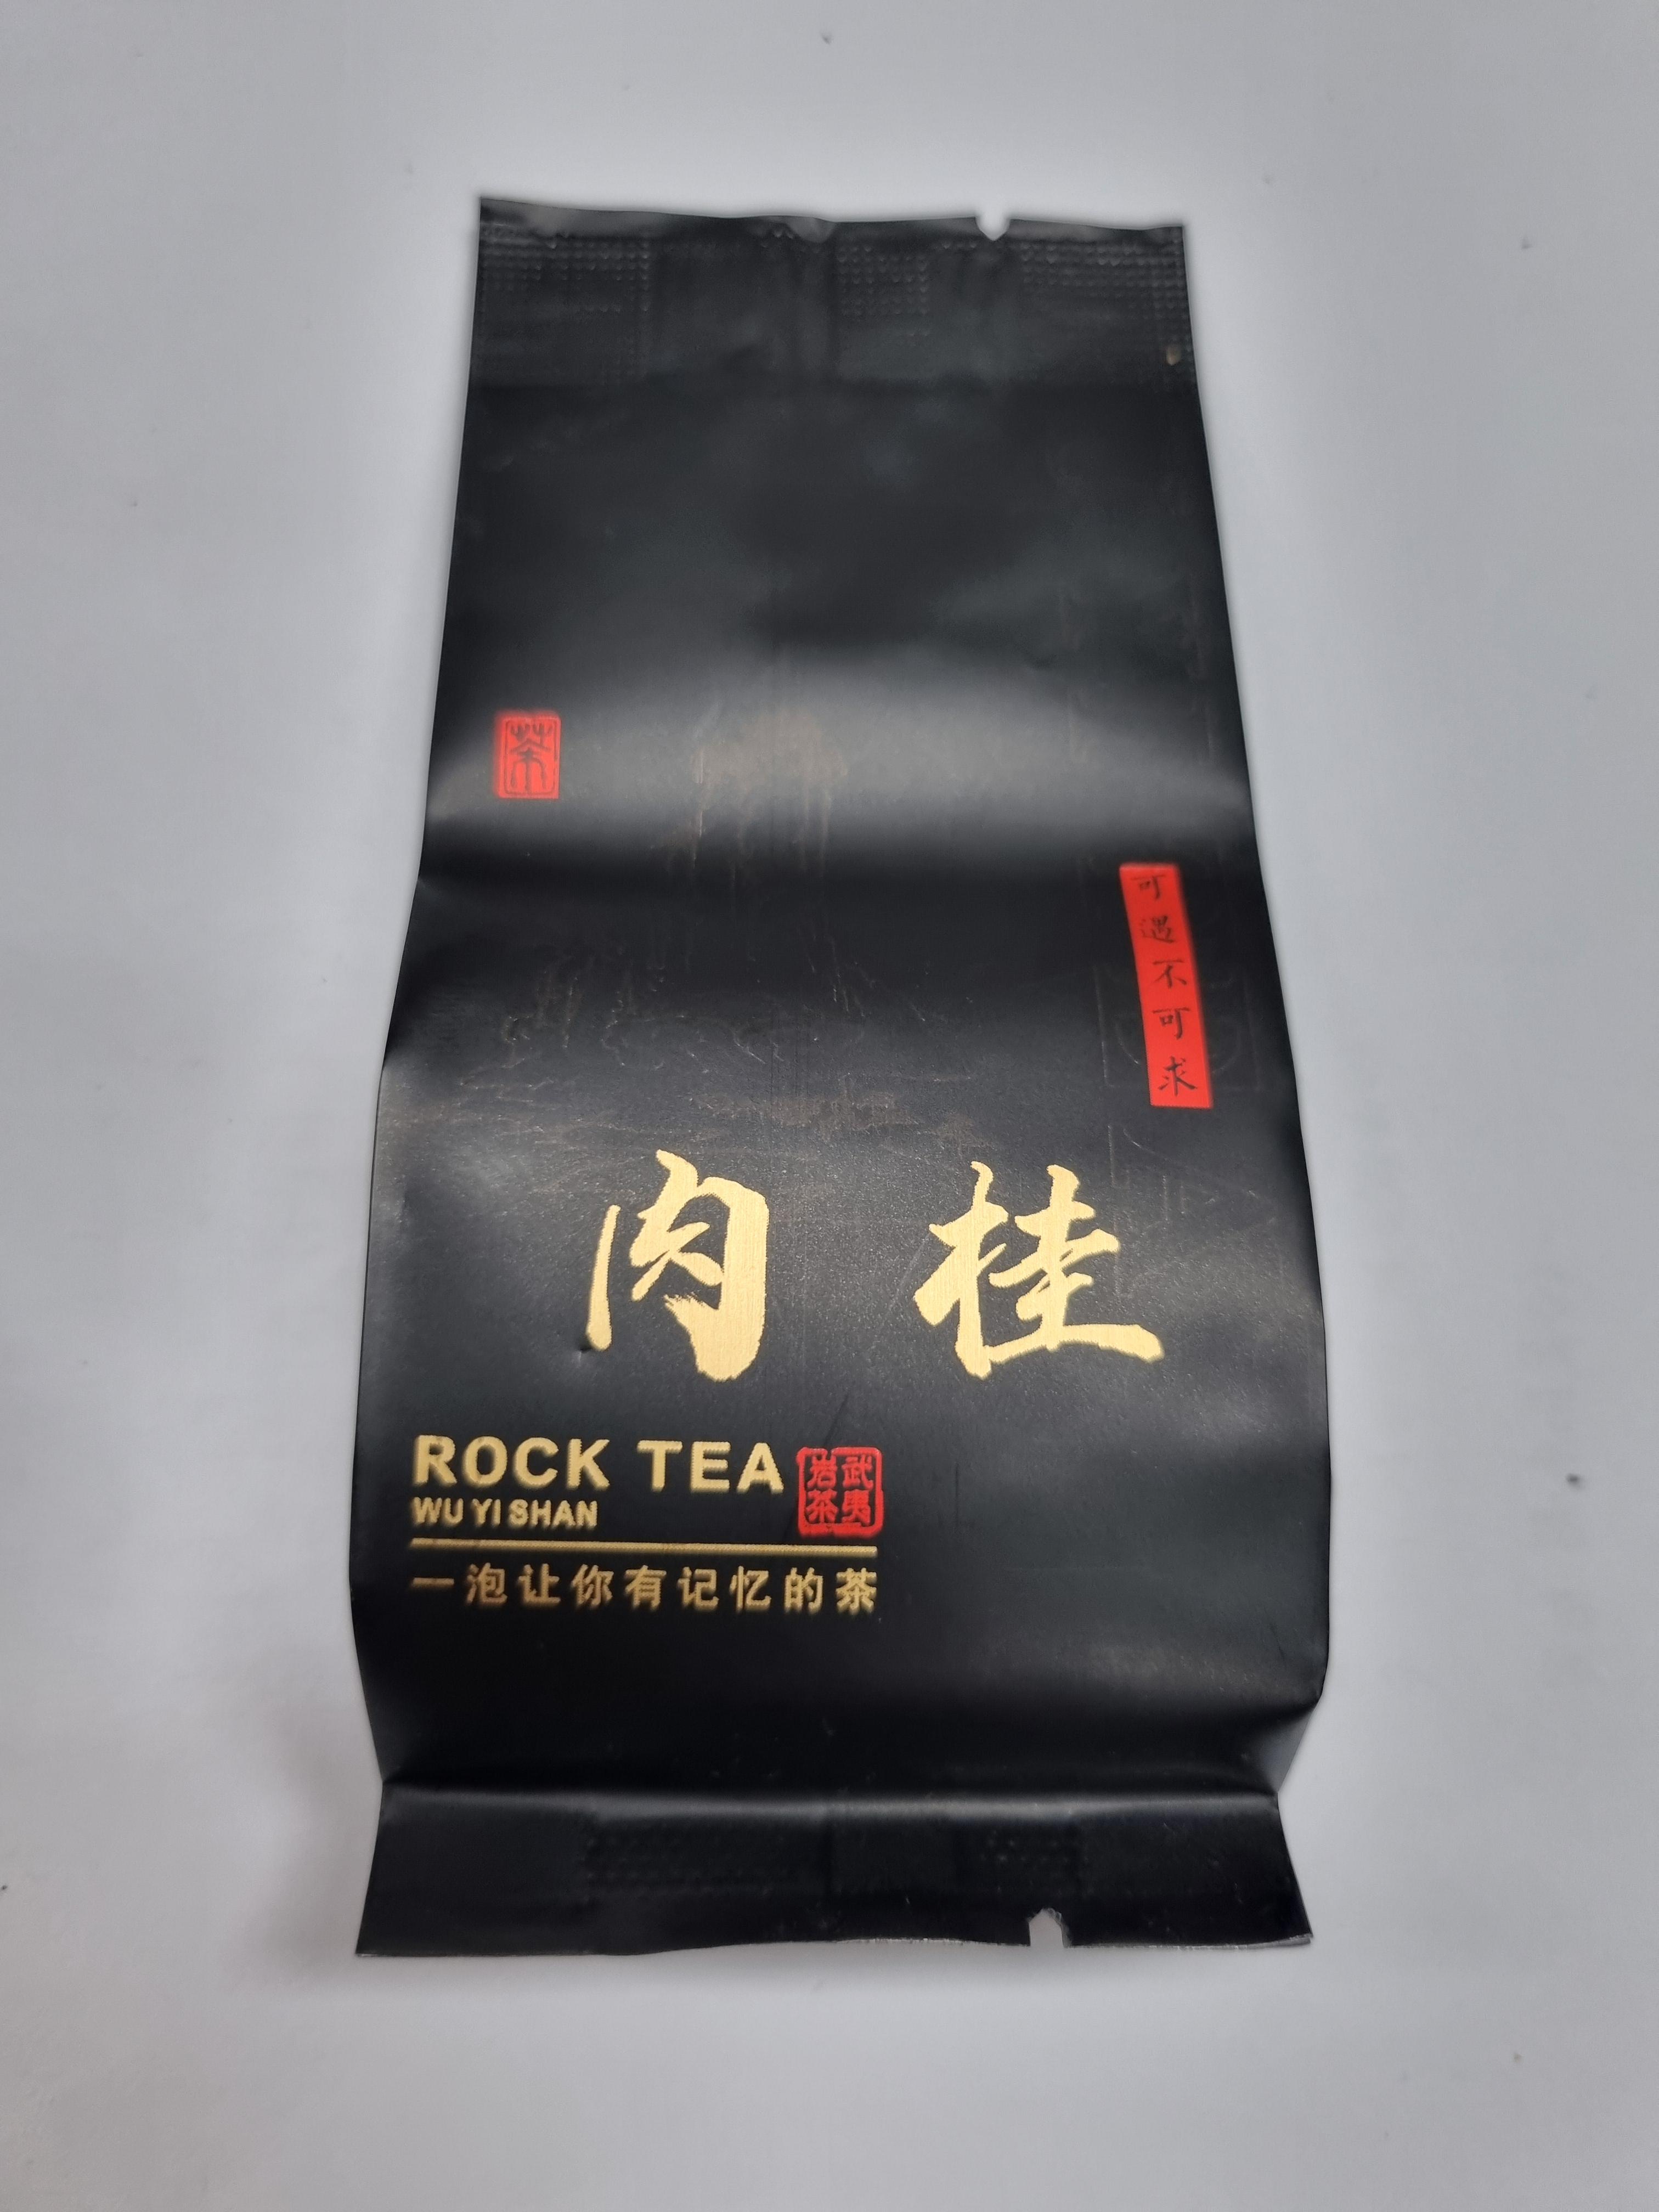 茶
可遇不可求
肉桂
ROCK TEA
武夷岩茶
WU YI SHAN
一泡让你有记忆的茶